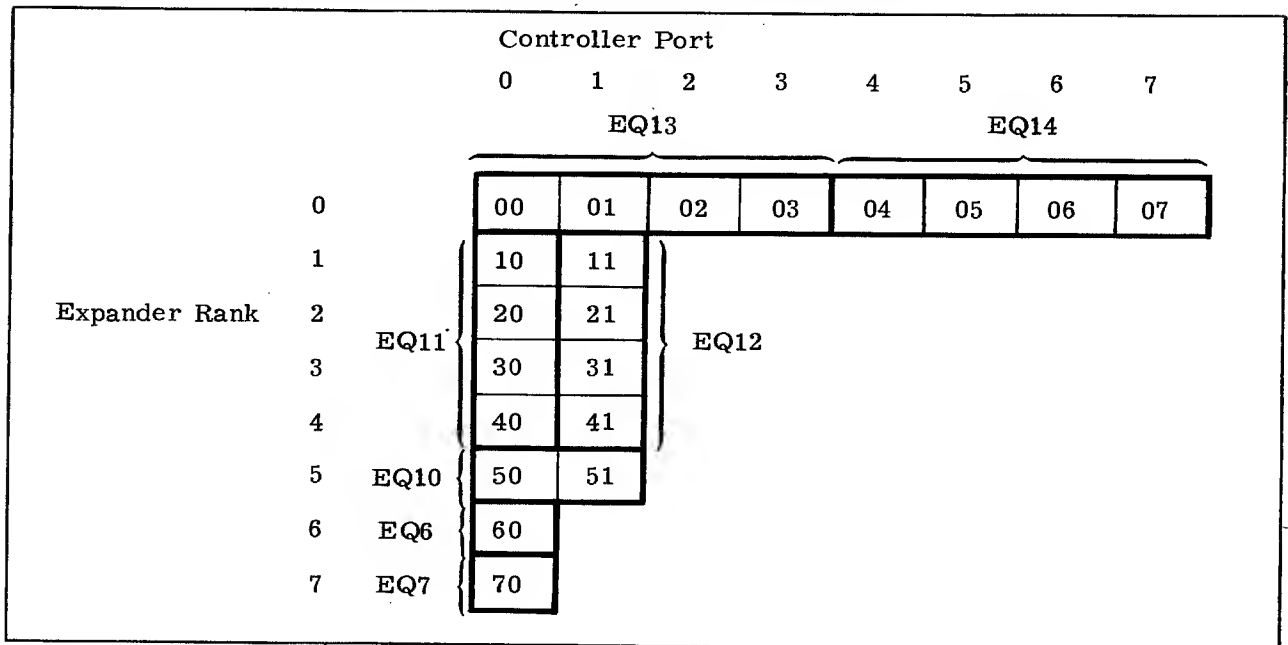 Controller Port
0 1 2 3 4 5 6 7
EQ13 EQ14
0 00 01 02 03 04 05 06 07
1 10 11
Expander Rank 2 20 21
EQ11 EQ12
3 30 31
4 40 41
5 EQ10 50 51
6 EQ6 60
7 EQ7 70